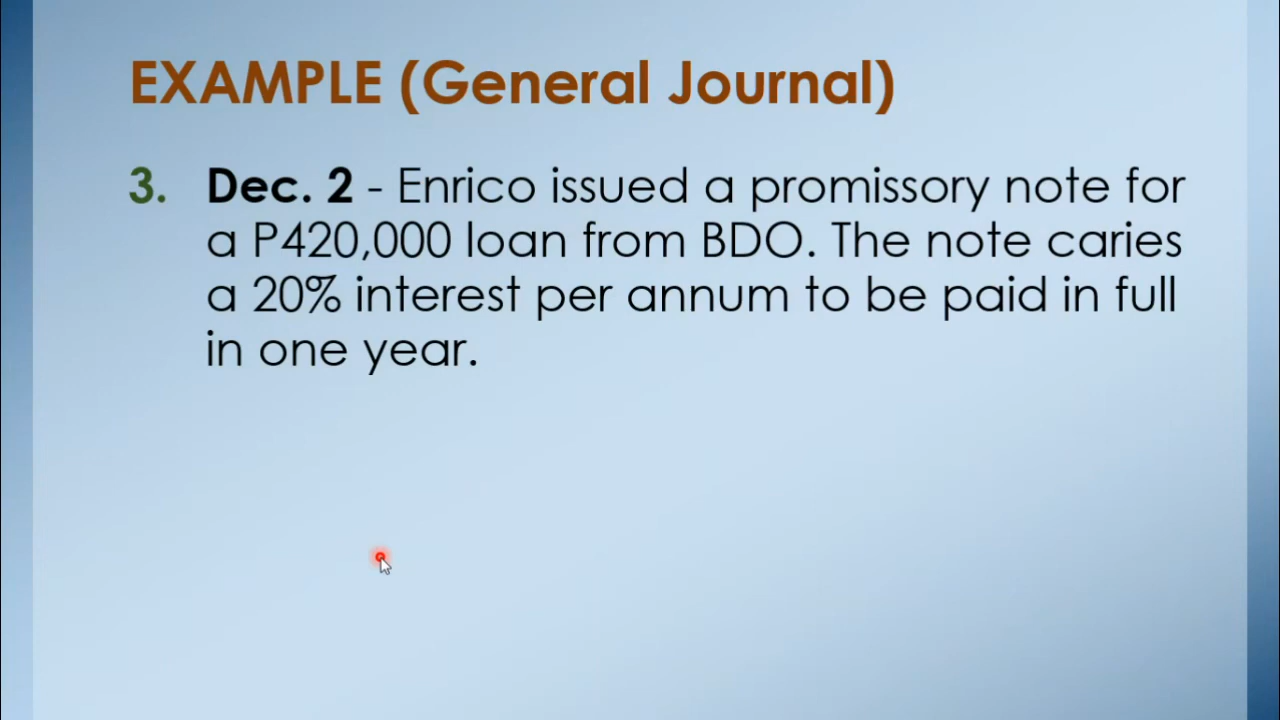 EXAMPLE (General Journal)
3. Dec. 2 - Enrico issued a promissory note for
a P420,000 loan from BDO. The note caries
a 20% interest per annum to be paid in full
in one year.